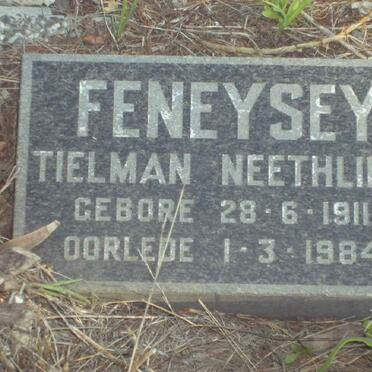 FENEYSEY
TIELMAN NEETHLI
GEBORE 28·6·1911
OORLEDE 1-3-1984